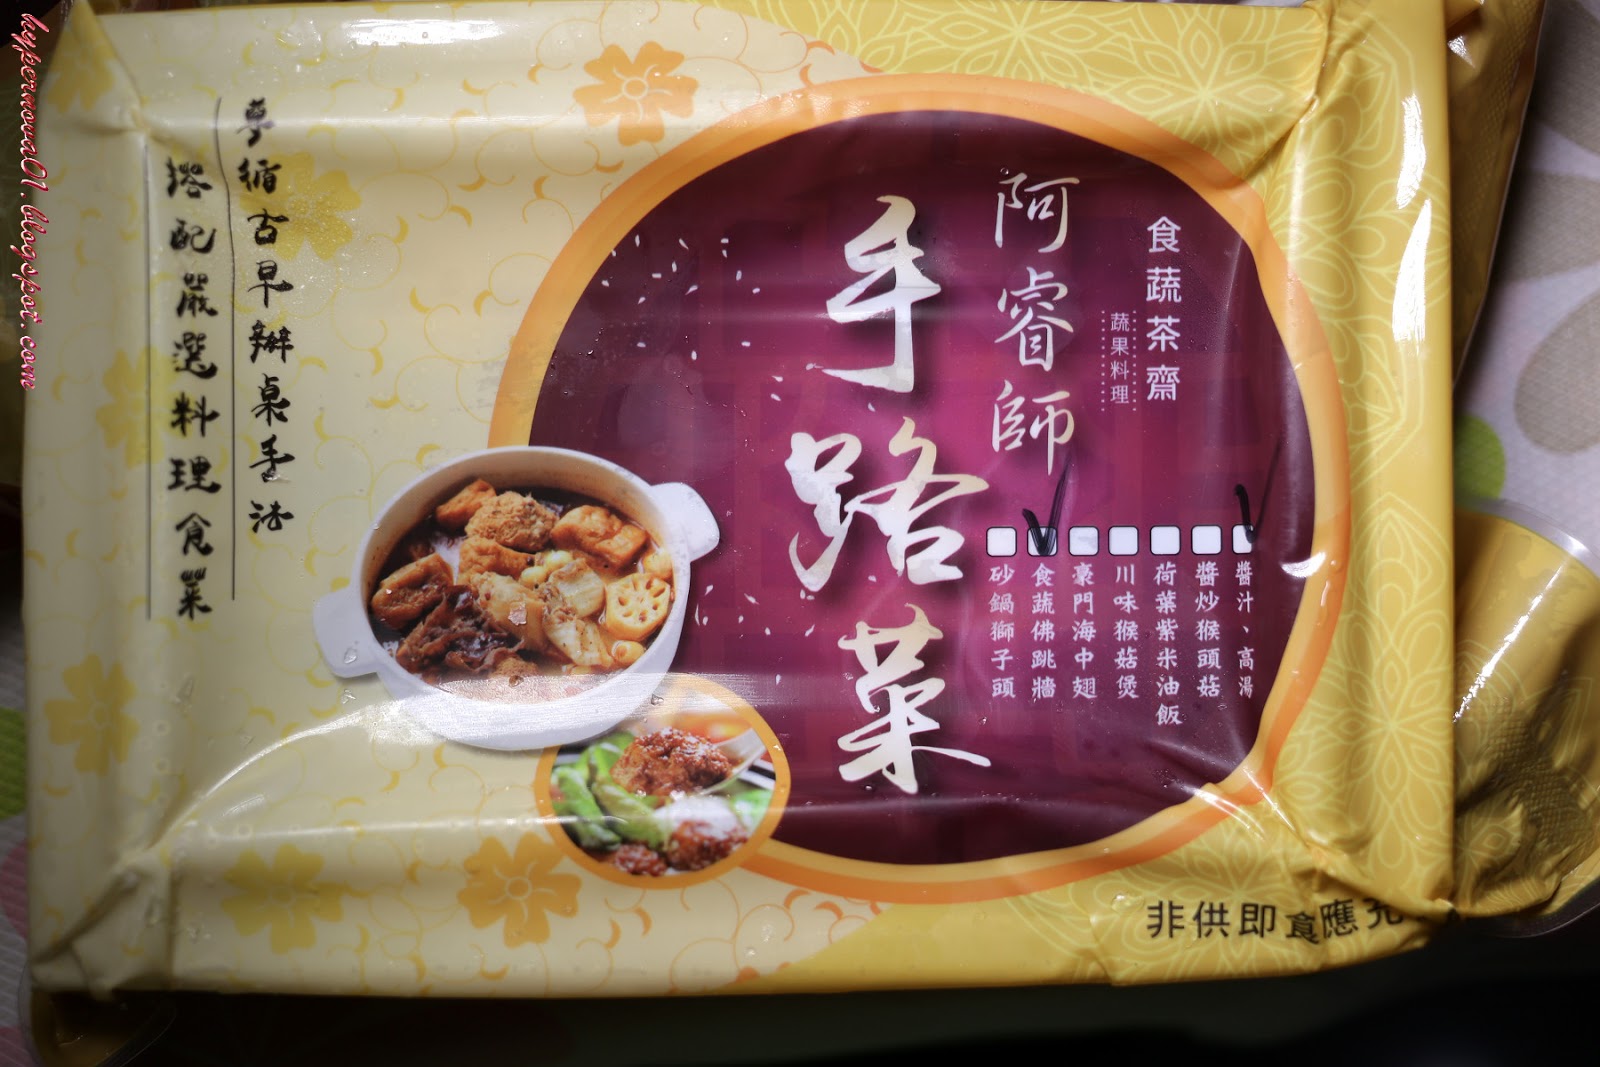 食蔬茶齋
蔬果料理
阿睿師
手路菜
醬汁、高湯
醬炒猴頭菇
荷葉紫米油飯
川味猴菇煲
豪門海中翅
食蔬佛跳牆
砂鍋獅子頭
循古早辦桌手法
搭配嚴選料理食菜
非供即食應充
hypernova01.blogspot.com